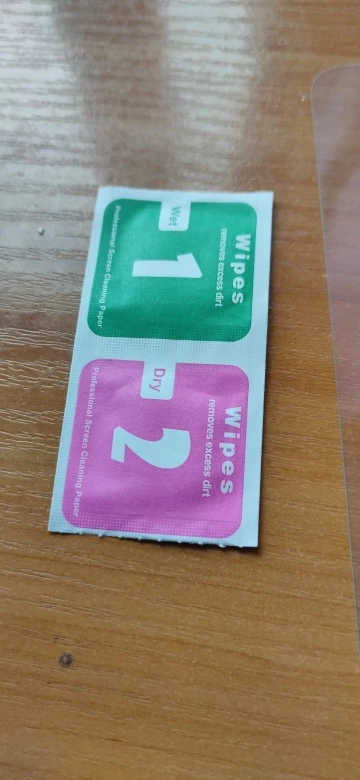 Wipes
removes excess dirt
Wet
1
Professional Screen Cleaning Paper
Wipes
removes excess dirt
Dry
2
Professional Screen Cleaning Paper